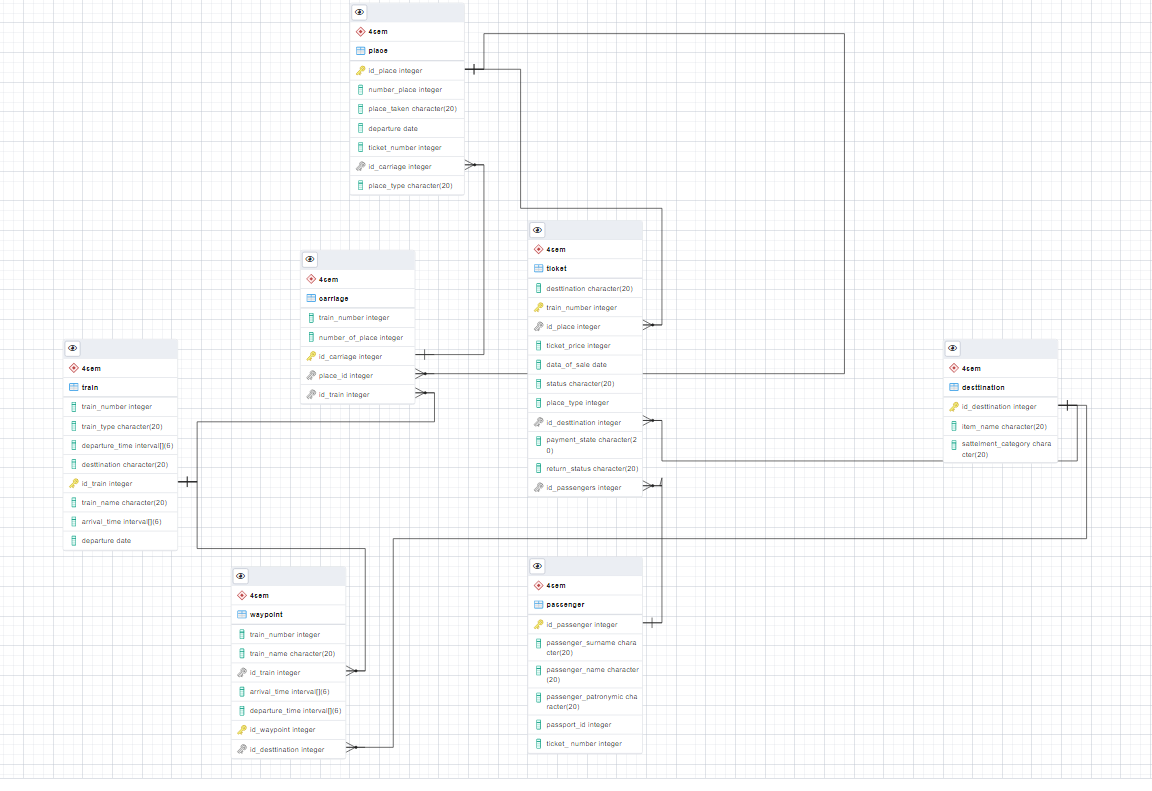 4sem
place
id_place integer
number_place integer
place_taken character(20)
departure date
ticket_number integer
id_carriage integer
place_type character(20)
4sem
ticket
desttination character(20)
train_number integer
id_place integer
ticket_price integer
data_of_sale date
status character(20)
place_type integer
id_desttination integer
payment_state character(2
0)
return_status character(20)
id_passengers integer
4sem
carriage
train_number integer
number_of_place integer
id_carriage integer
place_id integer
id_train integer
4sem
train
train_number integer
train_type character(20)
departure_time interval[](6)
desttination character(20)
id_train integer
train_name character(20)
arrival_time interval[](6)
departure date
4sem
desttination
id_desttination integer
item_name character(20)
sattelment_category chara
cter(20)
4sem
waypoint
train_number integer
train_name character(20)
id_train integer
arrival_time interval[](6)
departure_time interval[](6)
id_waypoint integer
id_desttination integer
4sem
passenger
id_passenger integer
passenger_surname chara
cter(20)
passenger_name character
(20)
passenger_patronymic cha
racter(20)
passport_id integer
ticket_ number integer